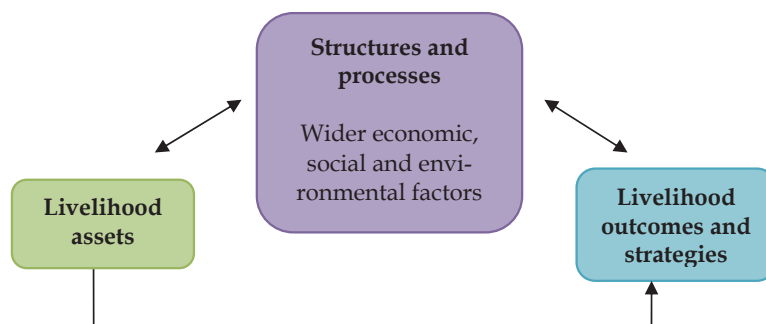 Structures and
processes
Wider economic,
social and envi-
ronmental factors
Livelihood
assets
Livelihood
outcomes and
strategies